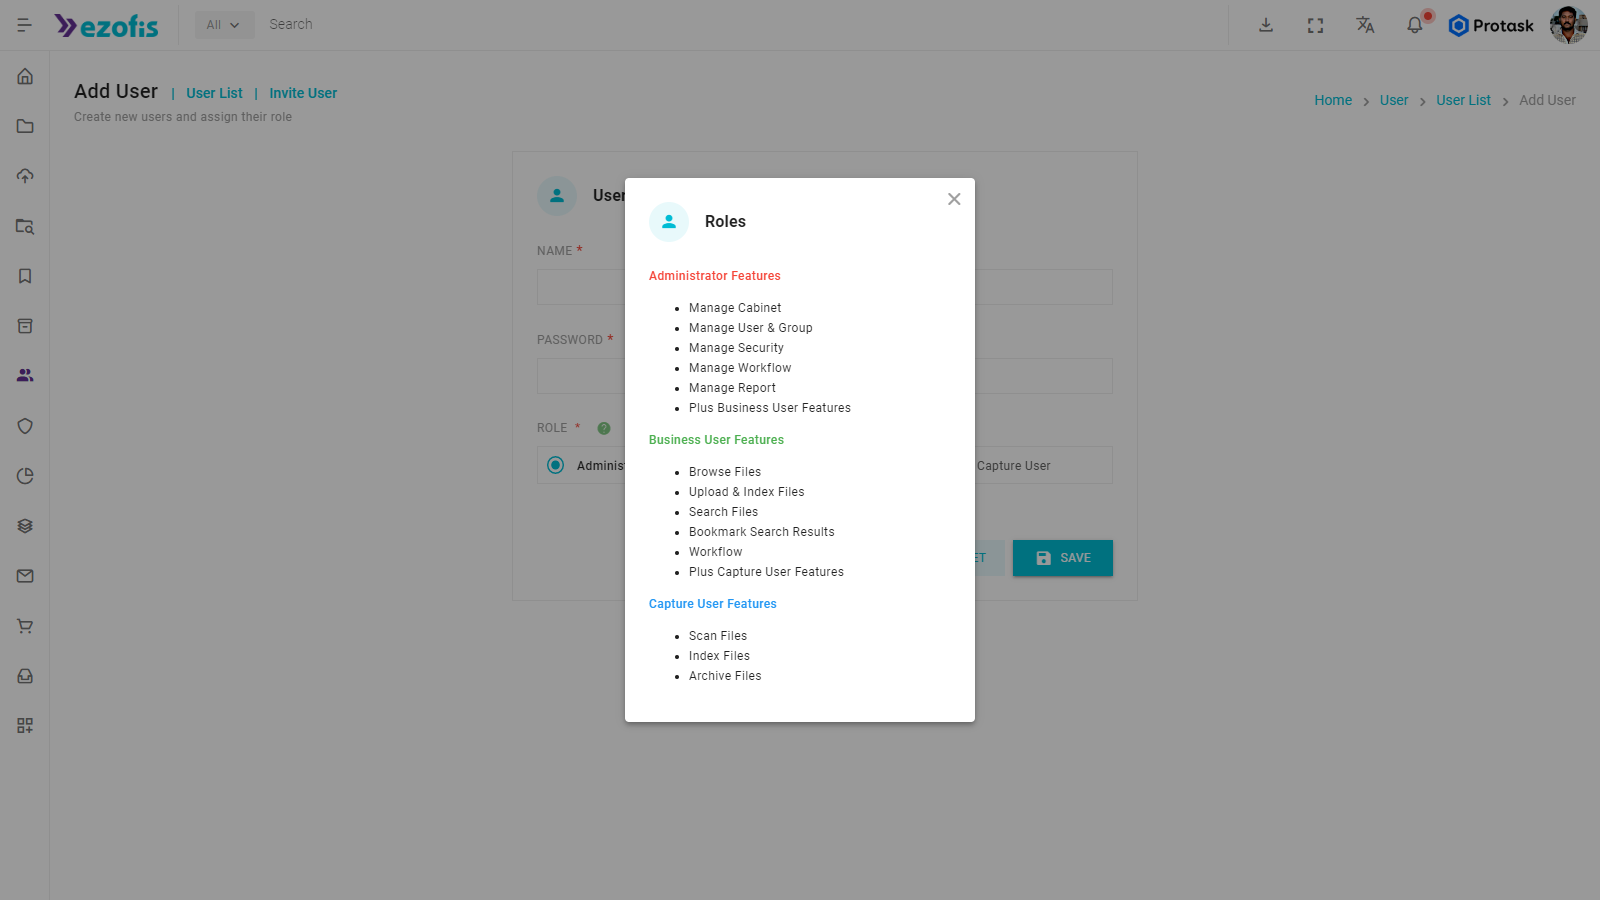 ezofis
All
Search
Protask
Add User | User List | Invite User
Create new users and assign their role
Home > User > User List > Add User
User
Roles
NAME *
PASSWORD *
ROLE * ?
Capture User
SAVE
Administrator Features
• Manage Cabinet
• Manage User & Group
• Manage Security
• Manage Workflow
• Manage Report
• Plus Business User Features
Business User Features
• Browse Files
• Upload & Index Files
• Search Files
• Bookmark Search Results
• Workflow
• Plus Capture User Features
Capture User Features
• Scan Files
• Index Files
• Archive Files